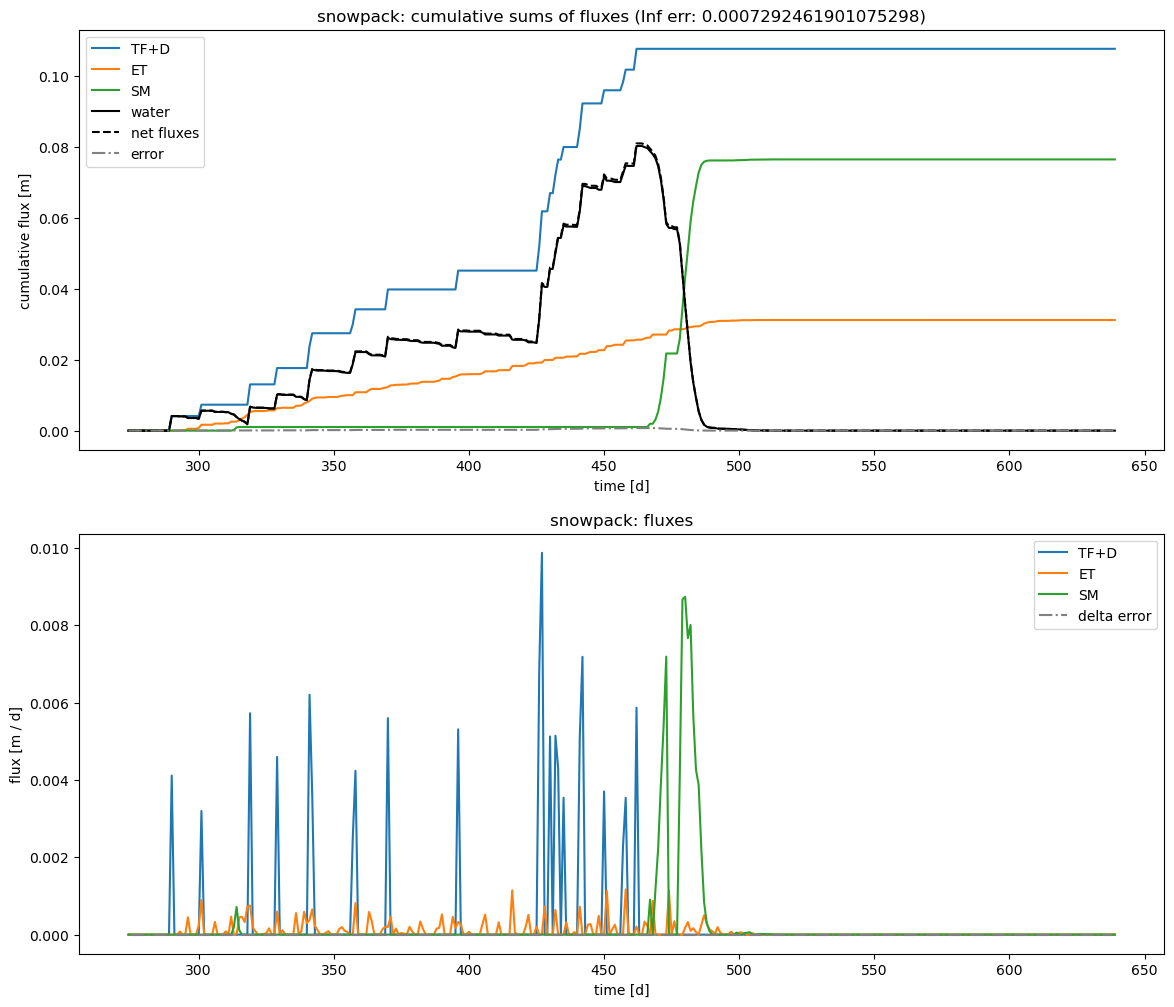 snowpack: cumulative sums of fluxes (Inf err: 0.0007292461901075298)
TF+D
ET
SM
water
net fluxes
error
cumulative flux [m]
0.10
0.08
0.06
0.04
0.02
0.00
300 350 400 450 500 550 600 650
time [d]
snowpack: fluxes
TF+D
ET
SM
delta error
flux [m / d]
0.010
0.008
0.006
0.004
0.002
0.000
300 350 400 450 500 550 600 650
time [d]